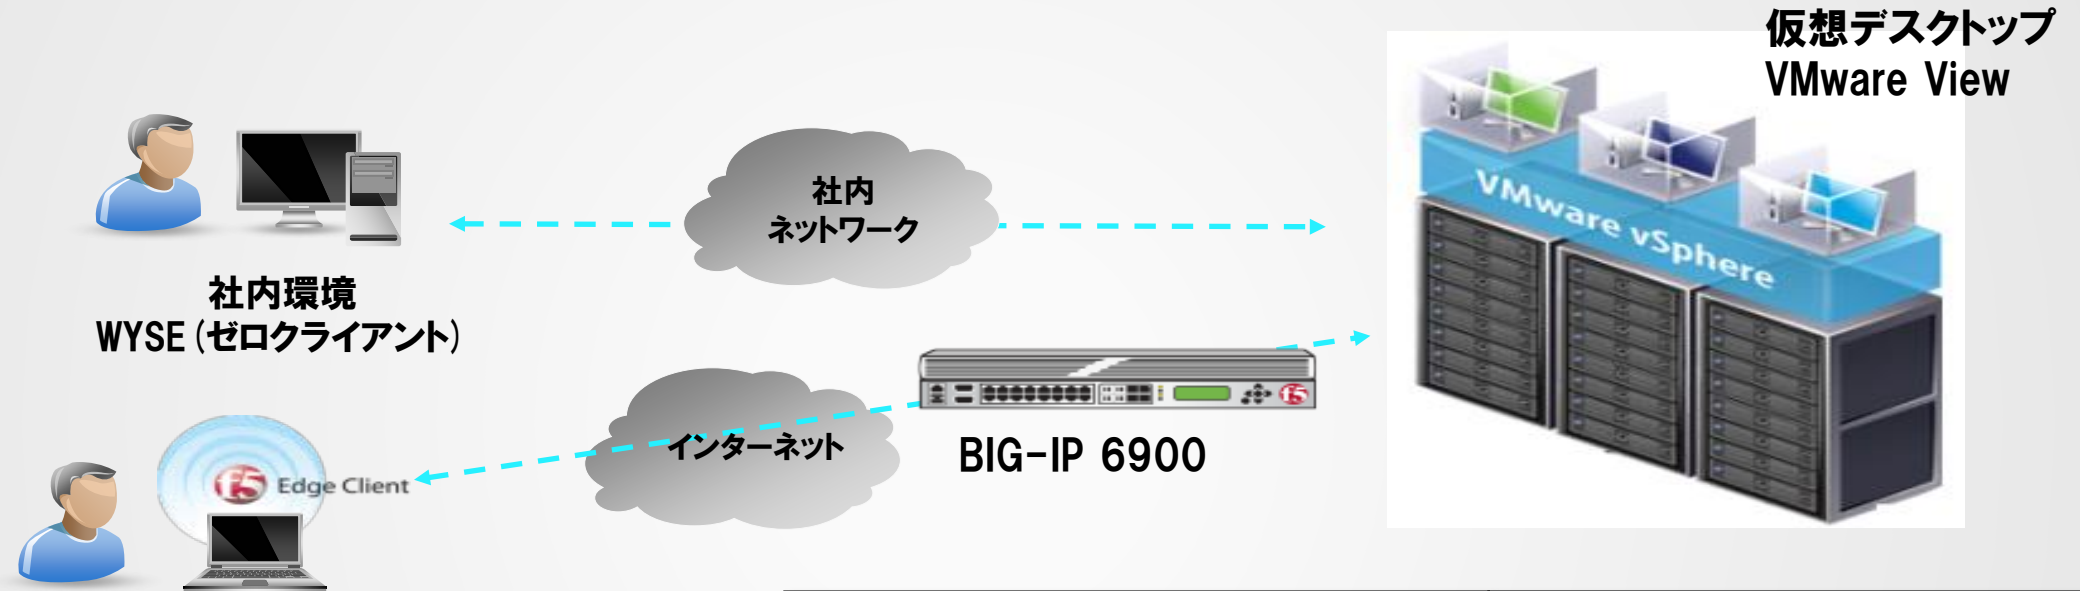 仮想デスクトップ
VMware View
社内
ネットワーク
VMware vSphere
社内環境
WYSE(ゼロクライアント)
インターネット
f5
BIG-IP 6900
f5 Edge Client